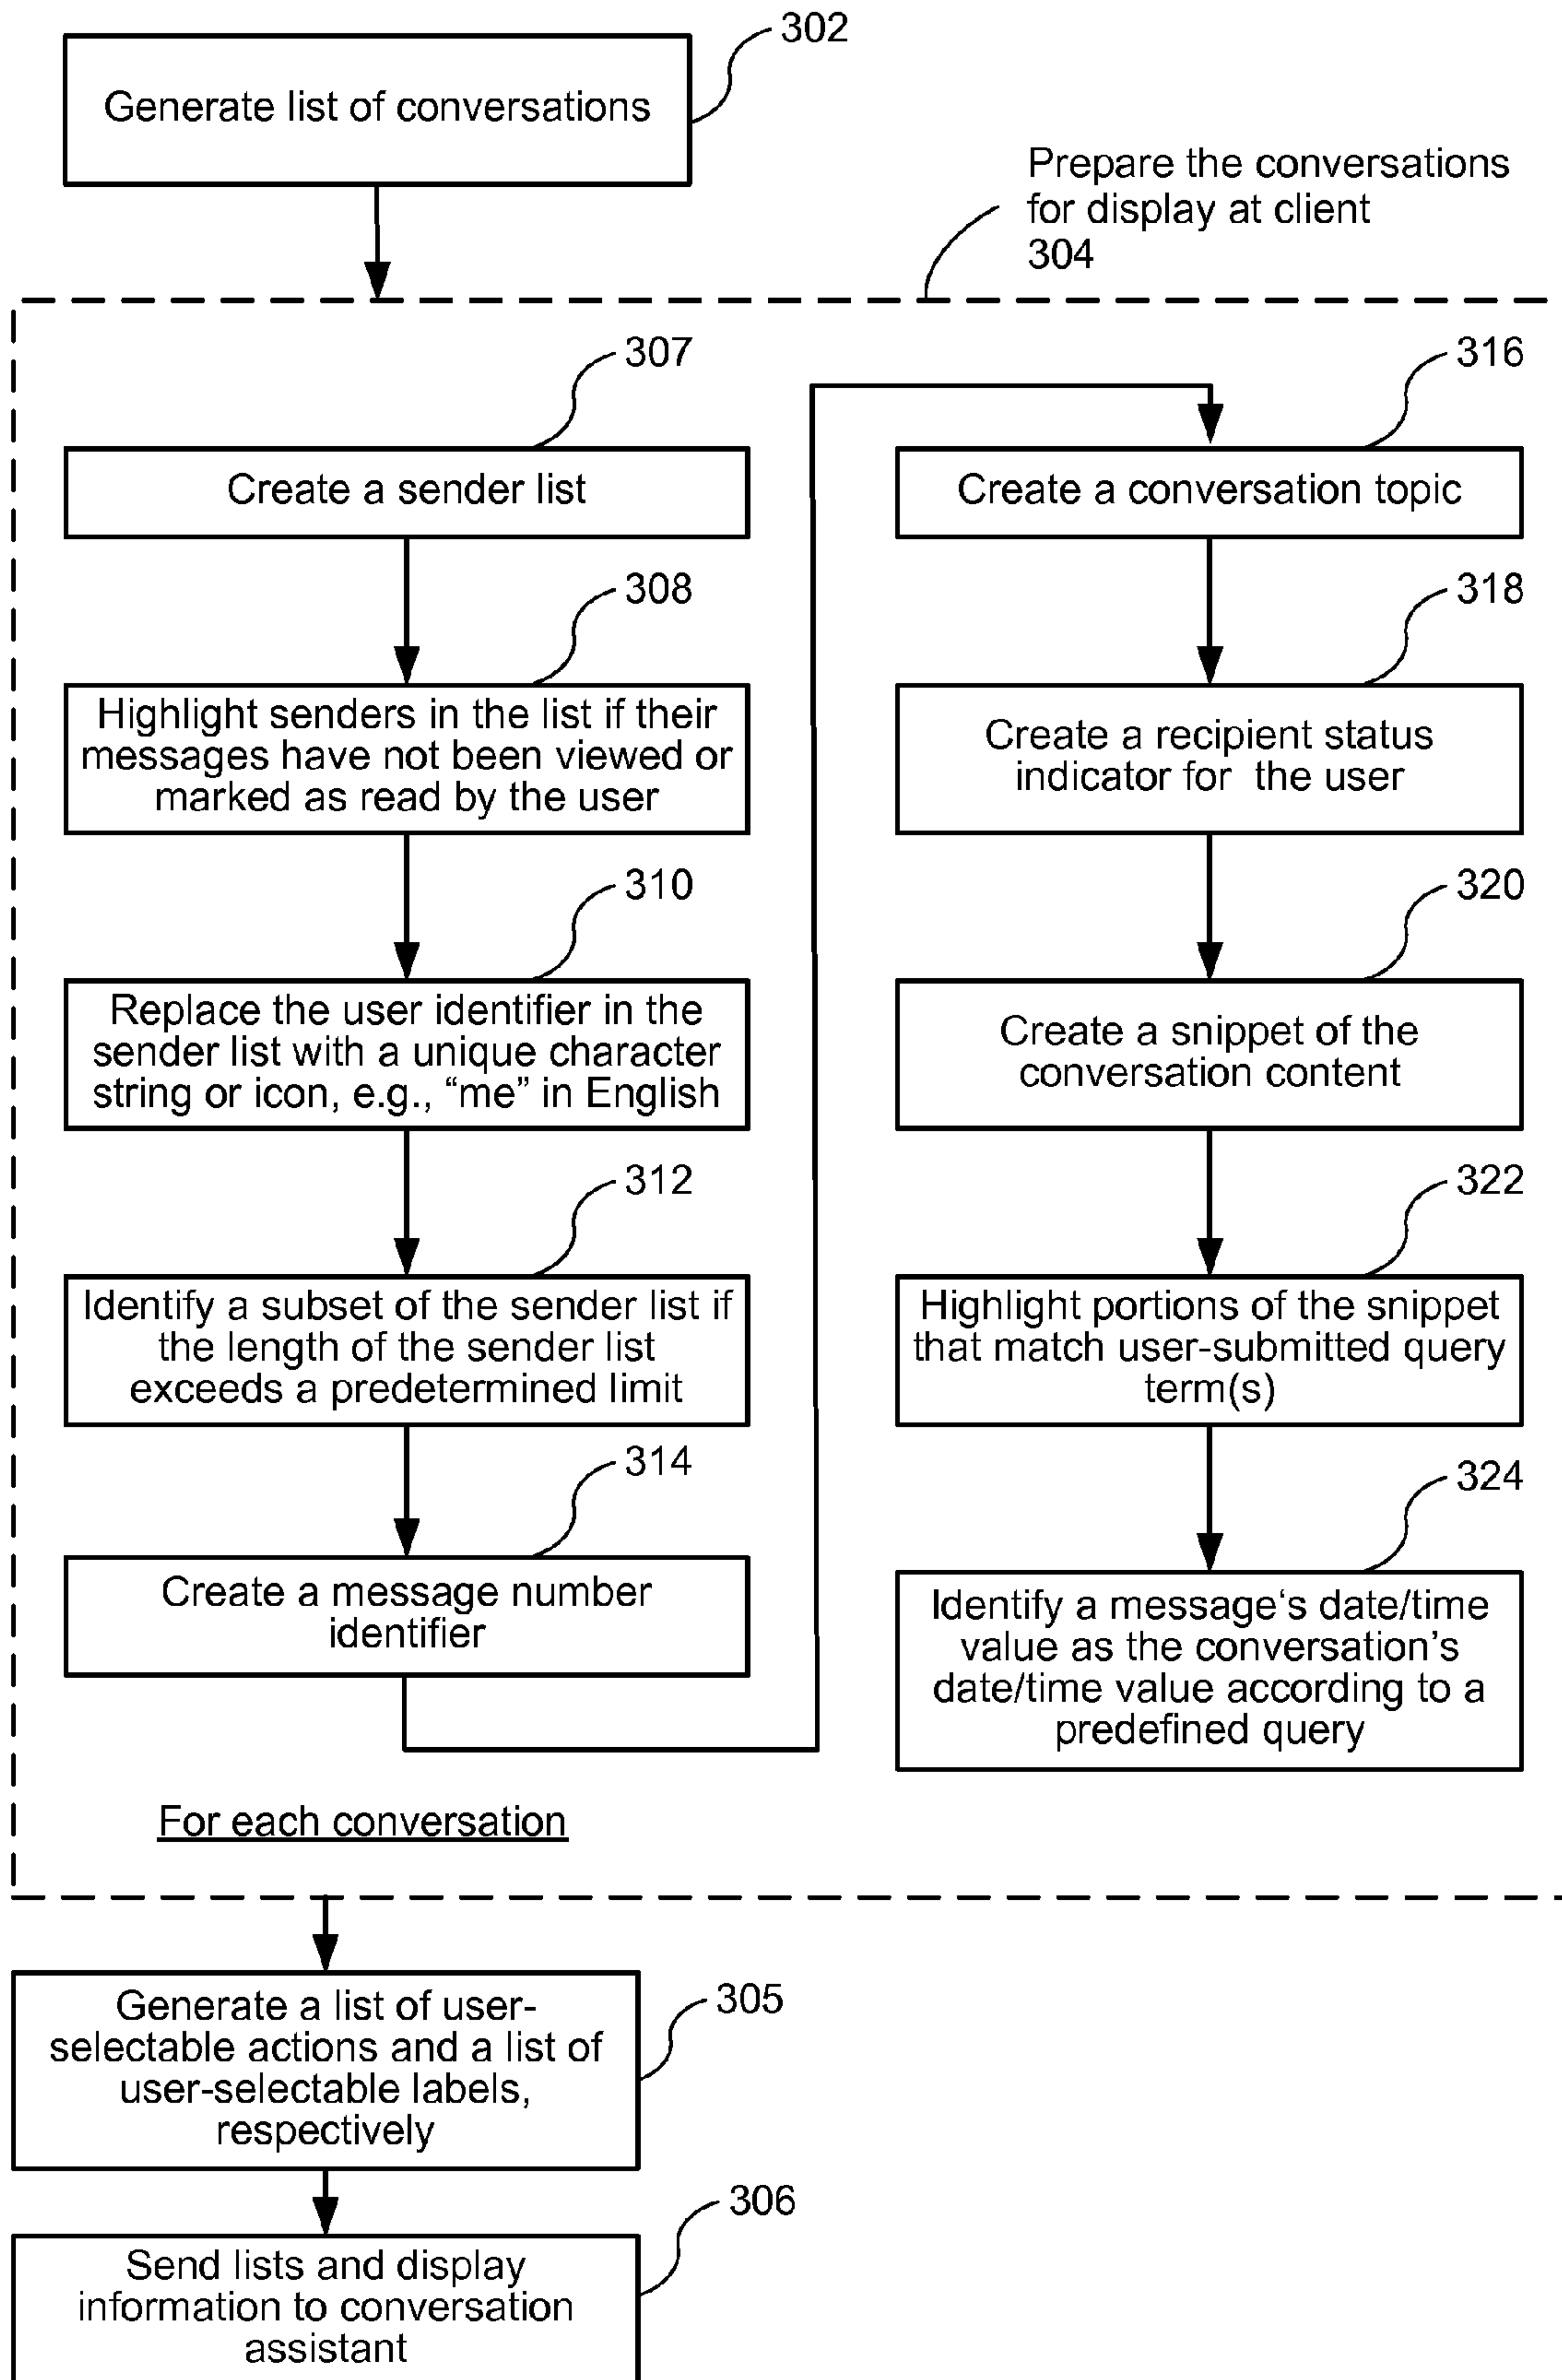 302
Generate list of conversations
Prepare the conversations
for display at client
304
307
Create a sender list
308
Highlight senders in the list if their
messages have not been viewed or
marked as read by the user
310
Replace the user identifier in the
sender list with a unique character
string or icon, e.g., “me” in English
312
Identify a subset of the sender list if
the length of the sender list
exceeds a predetermined limit
314
Create a message number
identifier
316
Create a conversation topic
318
Create a recipient status
indicator for the user
320
Create a snippet of the
conversation content
322
Highlight portions of the snippet
that match user-submitted query
term(s)
324
Identify a message‘s date/time
value as the conversation’s
date/time value according to a
predefined query
For each conversation
305
Generate a list of user-
selectable actions and a list of
user-selectable labels,
respectively
306
Send lists and display
information to conversation
assistant